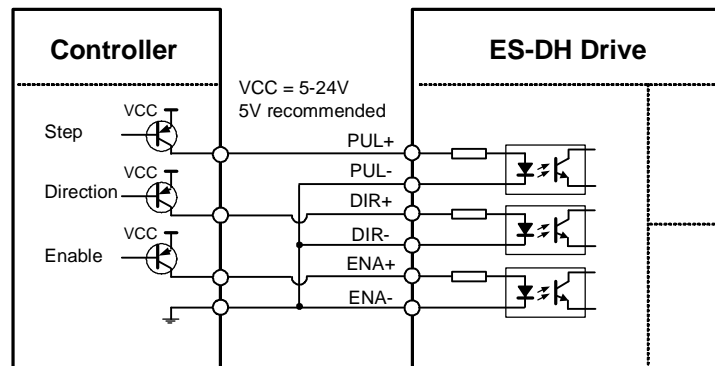 Controller
ES-DH Drive
VCC = 5-24V
5V recommended
VCC
Step
PUL+
PUL-
VCC
Direction
DIR+
DIR-
VCC
Enable
ENA+
ENA-